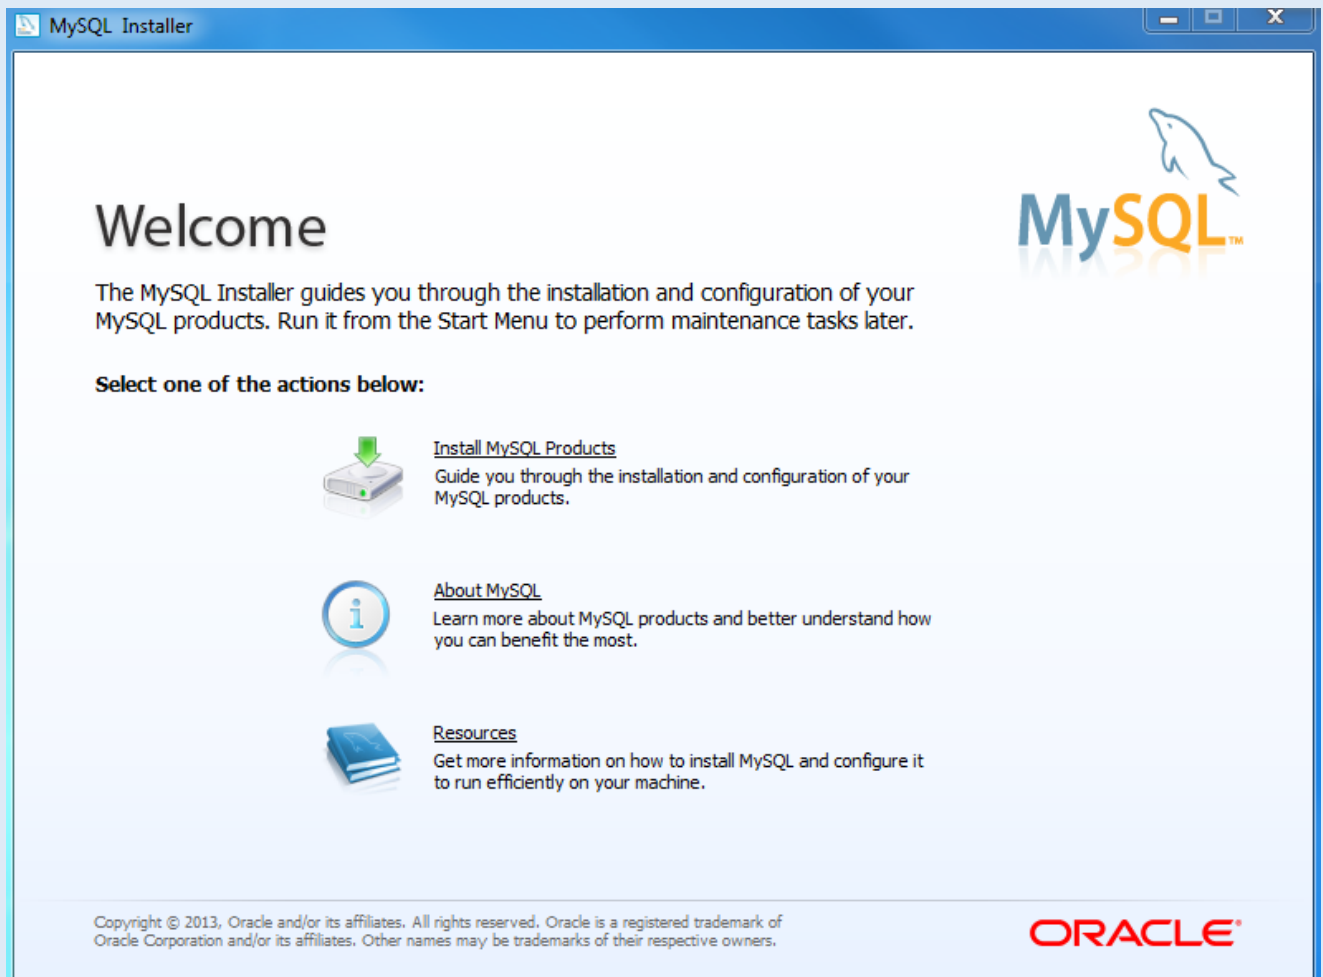 MySQL Installer
MySQL™
Welcome
The MySQL Installer guides you through the installation and configuration of your
MySQL products. Run it from the Start Menu to perform maintenance tasks later.
Select one of the actions below:
Install MySQL Products
Guide you through the installation and configuration of your
MySQL products.
About MySQL
Learn more about MySQL products and better understand how
you can benefit the most.
Resources
Get more information on how to install MySQL and configure it
to run efficiently on your machine.
Copyright © 2013, Oracle and/or its affiliates. All rights reserved. Oracle is a registered trademark of
Oracle Corporation and/or its affiliates. Other names may be trademarks of their respective owners.
ORACLE®